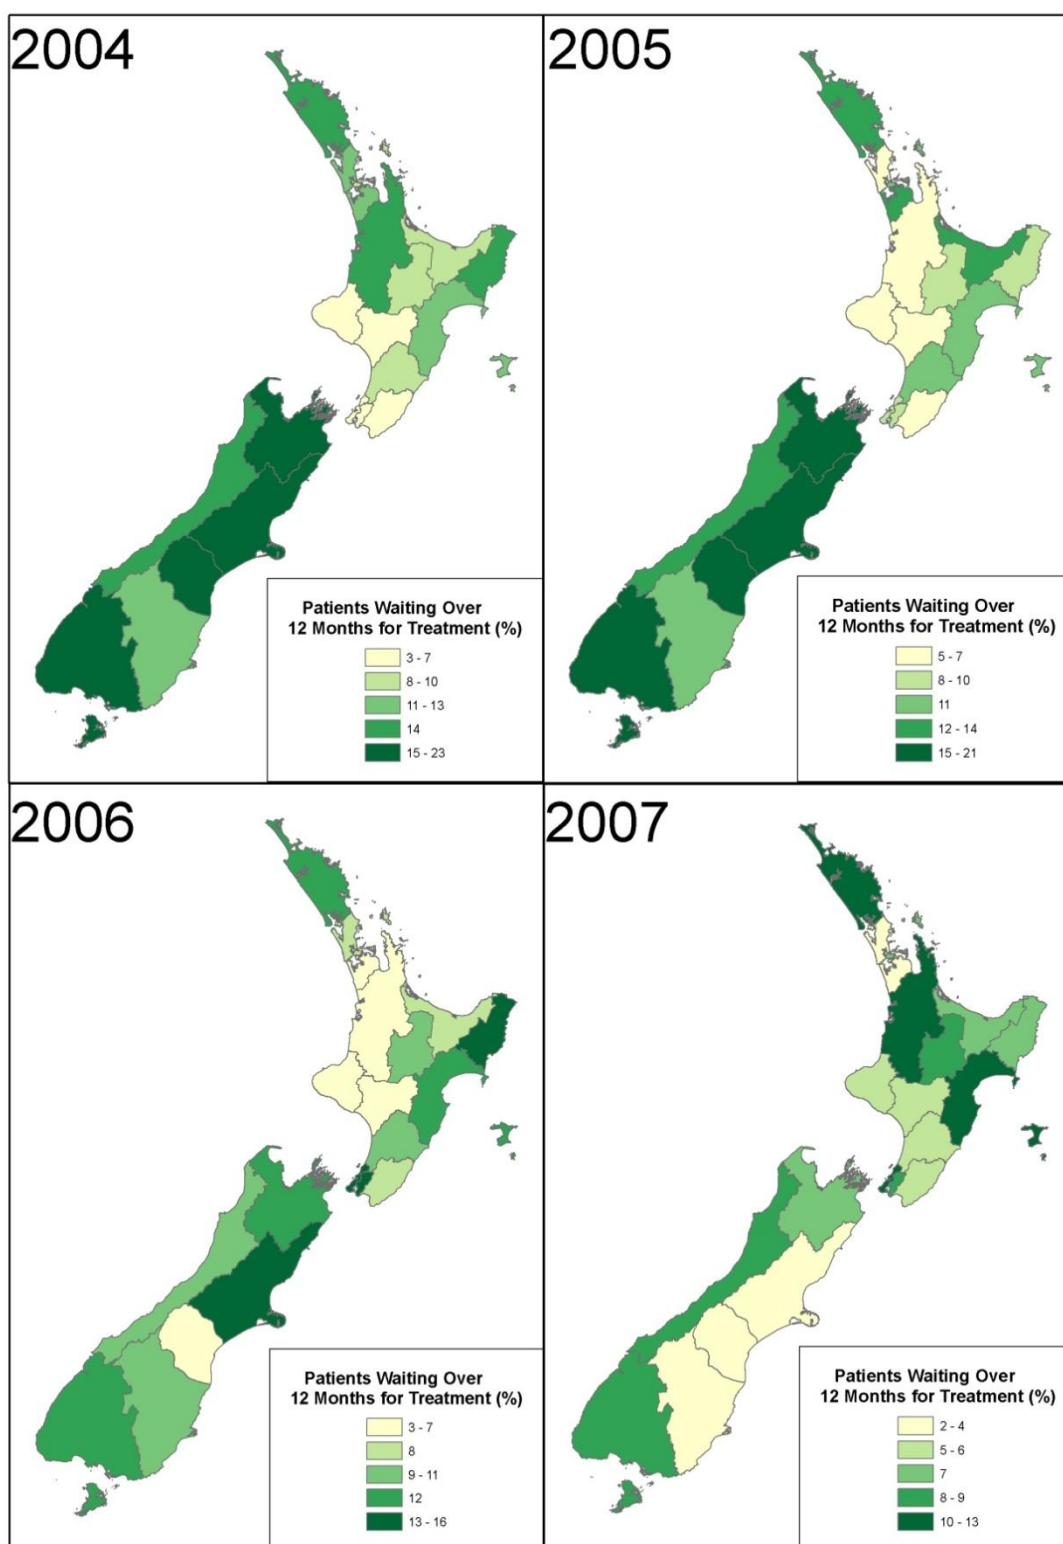 2004
Patients Waiting Over
12 Months for Treatment (%)
3 - 7
8 - 10
11 - 13
14
15 - 23
2005
Patients Waiting Over
12 Months for Treatment (%)
5 - 7
8 - 10
11
12 - 14
15 - 21
2006
Patients Waiting Over
12 Months for Treatment (%)
3 - 7
8
9 - 11
12
13 - 16
2007
Patients Waiting Over
12 Months for Treatment (%)
2 - 4
5 - 6
7
8 - 9
10 - 13